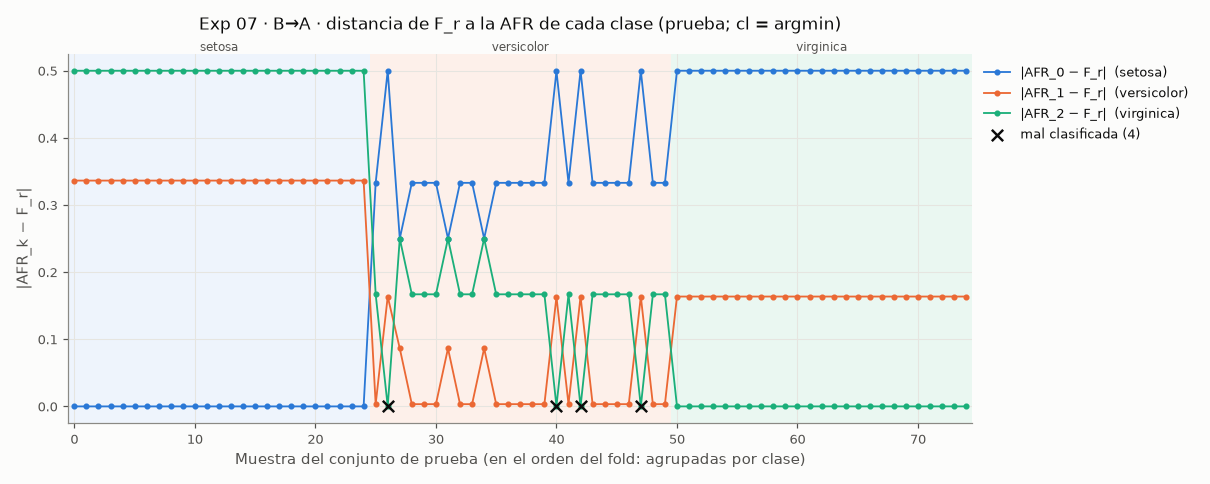 Exp 07 · B→A · distancia de F_r a la AFR de cada clase (prueba; cl = argmin)
setosa
versicolor
virginica
|AFR_0 − F_r| (setosa)
|AFR_1 − F_r| (versicolor)
|AFR_2 − F_r| (virginica)
mal clasificada (4)
|AFR_k − F_r|
0.5
0.4
0.3
0.2
0.1
0.0
0
10
20
30
40
50
60
70
Muestra del conjunto de prueba (en el orden del fold: agrupadas por clase)